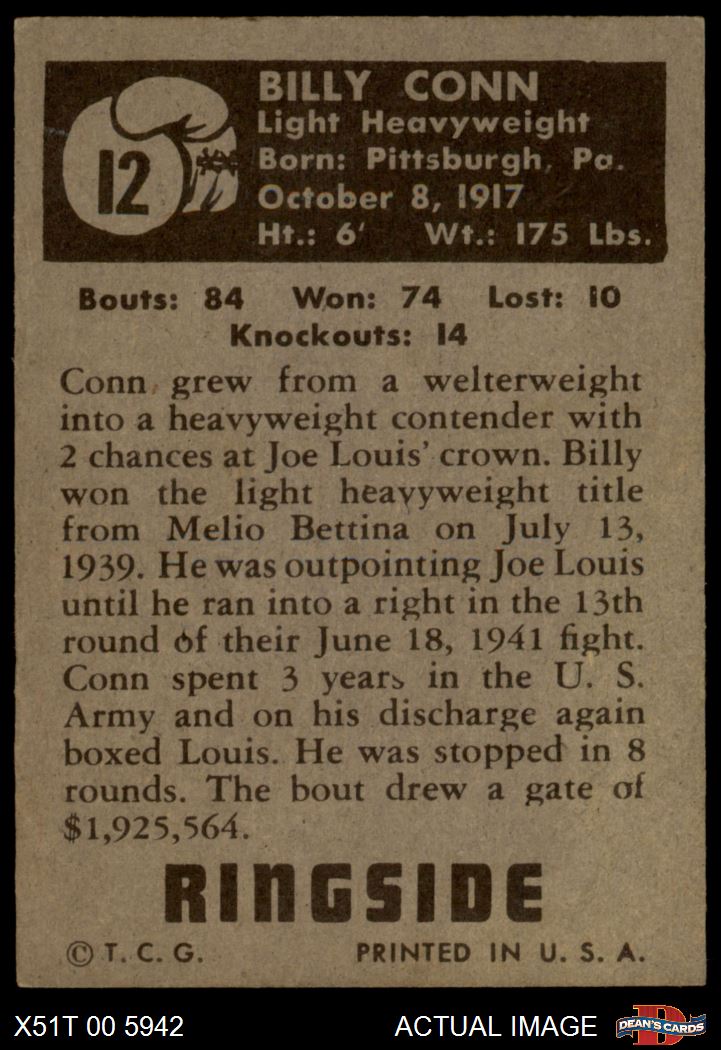 12
BILLY CONN
Light Heavyweight
Born: Pittsburgh, Pa.
October 8, 1917
Ht.: 6' Wt.: 175 Lbs.
Bouts: 84 Won: 74 Lost: 10
Knockouts: 14
Conn grew from a welterweight
into a heavyweight contender with
2 chances at Joe Louis' crown. Billy
won the light heavyweight title
from Melio Bettina on July 13,
1939. He was outpointing Joe Louis
until he ran into a right in the 13th
round of their June 18, 1941 fight.
Conn spent 3 years in the U. S.
Army and on his discharge again
boxed Louis. He was stopped in 8
rounds. The bout drew a gate of
$1,925,564.
RINGSIDE
© T. C. G. PRINTED IN U. S. A.
X51T 00 5942 ACTUAL IMAGE D DEAN'S CARDS